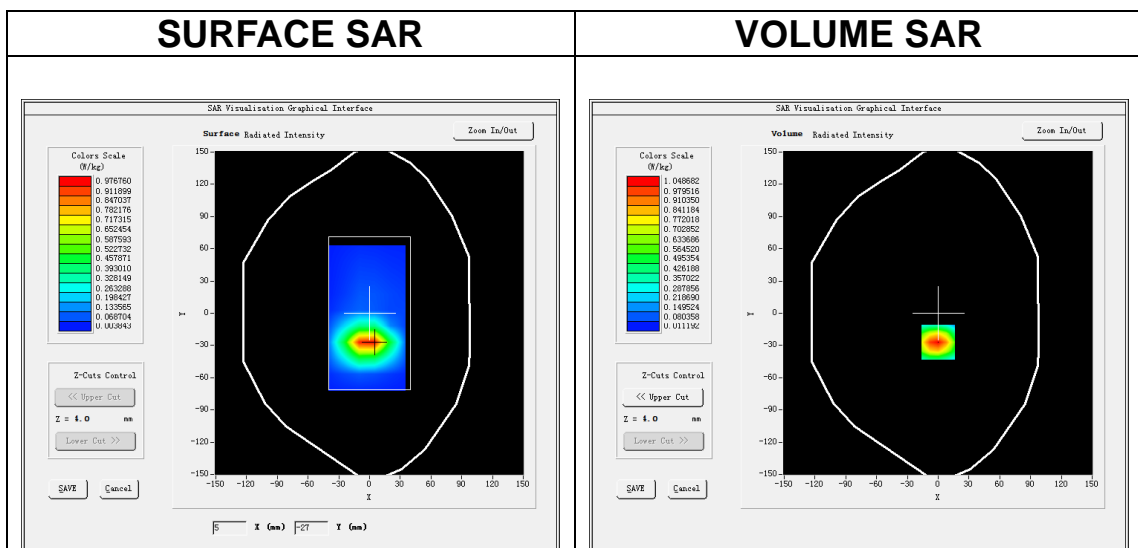 SURFACE SAR
VOLUME SAR
SAR Visualisation Graphical Interface
Surface Radiated Intensity
Zoom In/Out
Colors Scale
(W/kg)
0.976760
0.911899
0.847037
0.782176
0.717315
0.652454
0.587593
0.522732
0.457871
0.393010
0.328149
0.263288
0.198427
0.133565
0.068704
0.003843
Z-Cuts Control
<< Upper Cut
Z = 4.0 mm
Lower Cut >>
SAVE Cancel
150
120
90
60
30
0
-30
-60
-90
-120
-150
Y
-150 -120 -90 -60 -30 0 30 60 90 120 150
X
5 X (mm) -27 Y (mm)
SAR Visualisation Graphical Interface
Volume Radiated Intensity
Zoom In/Out
Colors Scale
(W/kg)
1.048682
0.979516
0.910350
0.841184
0.772018
0.702852
0.633686
0.564520
0.495354
0.426188
0.357022
0.287856
0.218690
0.149524
0.080358
0.011192
Z-Cuts Control
<< Upper Cut
Z = 4.0 mm
Lower Cut >>
SAVE Cancel
150
120
90
60
30
0
-30
-60
-90
-120
-150
Y
-150 -120 -90 -60 -30 0 30 60 90 120 150
X